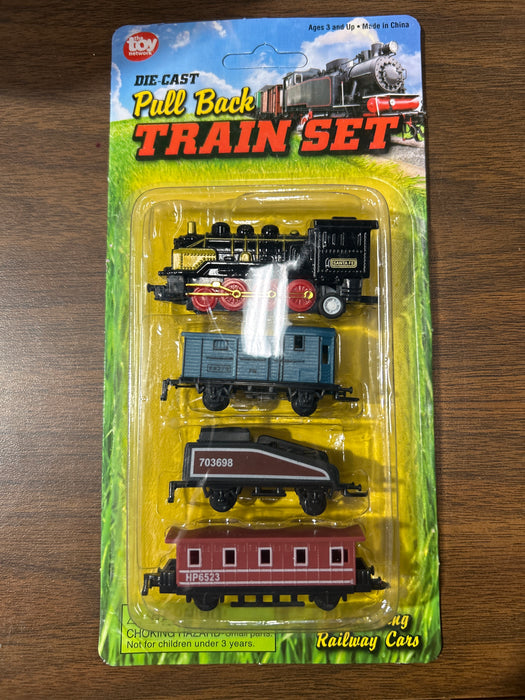 the
toy
network
Ages 3 and Up • Made in China
DIE-CAST
Pull Back
TRAIN SET
SANTA FE
703698
HP6523
CHOKING HAZARD Small parts.
Not for children under 3 years.
Railway Cars